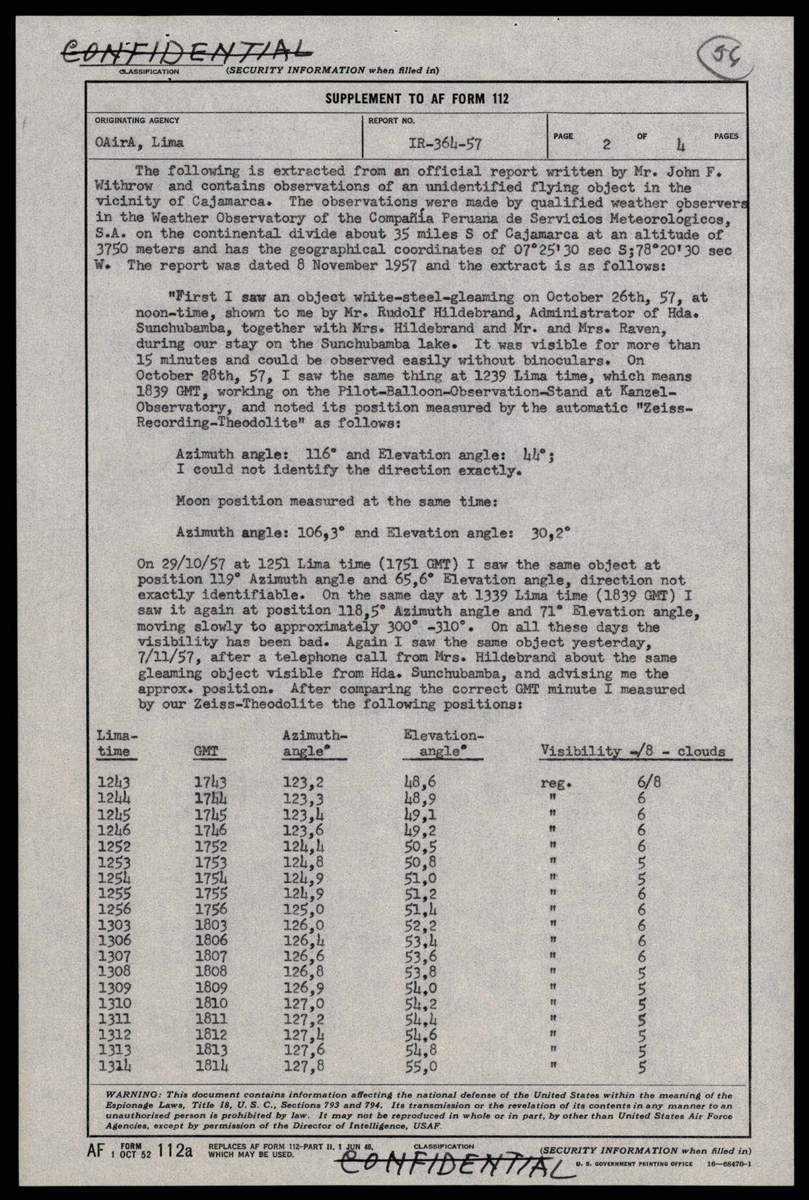 CONFIDENTIAL
CLASSIFICATION (SECURITY INFORMATION when filled in)
54
SUPPLEMENT TO AF FORM 112
ORIGINATING AGENCY REPORT NO.
OAirA, Lima IR-364-57 PAGE 2 OF 4 PAGES
The following is extracted from an official report written by Mr. John F.
Withrow and contains observations of an unidentified flying object in the
vicinity of Cajamarca. The observations were made by qualified weather observers
in the Weather Observatory of the Compañía Peruana de Servicios Meteorologicos,
S.A. on the continental divide about 35 miles S of Cajamarca at an altitude of
3750 meters and has the geographical coordinates of 07°25'30 sec S;78°20'30 sec
W. The report was dated 8 November 1957 and the extract is as follows:
"First I saw an object white-steel-gleaming on October 26th, 57, at
noon-time, shown to me by Mr. Rudolf Hildebrand, Administrator of Hda.
Sunchubamba, together with Mrs. Hildebrand and Mr. and Mrs. Raven,
during our stay on the Sunchubamba lake. It was visible for more than
15 minutes and could be observed easily without binoculars. On
October 28th, 57, I saw the same thing at 1239 Lima time, which means
1839 GMT, working on the Pilot-Balloon-Observation-Stand at Kanzel-
Observatory, and noted its position measured by the automatic "Zeiss-
Recording-Theodolite" as follows:
Azimuth angle: 116° and Elevation angle: 44°;
I could not identify the direction exactly.
Moon position measured at the same time:
Azimuth angle: 106,3° and Elevation angle: 30,2°
On 29/10/57 at 1251 Lima time (1751 GMT) I saw the same object at
position 119° Azimuth angle and 65,6° Elevation angle, direction not
exactly identifiable. On the same day at 1339 Lima time (1839 GMT) I
saw it again at position 118,5° Azimuth angle and 71° Elevation angle,
moving slowly to approximately 300° -310°. On all these days the
visibility has been bad. Again I saw the same object yesterday,
7/11/57, after a telephone call from Mrs. Hildebrand about the same
gleaming object visible from Hda. Sunchubamba, and advising me the
approx. position. After comparing the correct GMT minute I measured
by our Zeiss-Theodolite the following positions:
Lima- Azimuth- Elevation-
time GMT angle° angle° Visibility -/8 - clouds
1243 1743 123,2 48,6 reg. 6/8
1244 1744 123,3 48,9 " 6
1245 1745 123,4 49,1 " 6
1246 1746 123,6 49,2 " 6
1252 1752 124,4 50,5 " 6
1253 1753 124,8 50,8 " 5
1254 1754 124,9 51,0 " 5
1255 1755 124,9 51,2 " 6
1256 1756 125,0 51,4 " 6
1303 1803 126,0 52,2 " 6
1306 1806 126,4 53,4 " 6
1307 1807 126,6 53,6 " 6
1308 1808 126,8 53,8 " 5
1309 1809 126,9 54,0 " 5
1310 1810 127,0 54,2 " 5
1311 1811 127,2 54,4 " 5
1312 1812 127,4 54,6 " 5
1313 1813 127,6 54,8 " 5
1314 1814 127,8 55,0 " 5
WARNING: This document contains information affecting the national defense of the United States within the meaning of the
Espionage Laws, Title 18, U. S. C., Sections 793 and 794. Its transmission or the revelation of its contents in any manner to an
unauthorised person is prohibited by law. It may not be reproduced in whole or in part, by other than United States Air Force
Agencies, except by permission of the Director of Intelligence, USAF.
AF FORM 1 OCT 52 112a REPLACES AF FORM 112-PART II, 1 JUN 48, WHICH MAY BE USED. CLASSIFICATION (SECURITY INFORMATION when filled in)
CONFIDENTIAL U. S. GOVERNMENT PRINTING OFFICE 16—68470-1